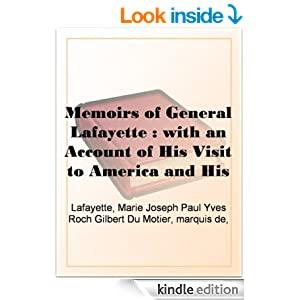 LOOK INSIDE!
Memoirs of General
Lafayette : with an
Account of His Visit
to America and His
Lafayette, Marie Joseph Paul Yves
Roch Gilbert Du Motier, marquis de,
kindle edition